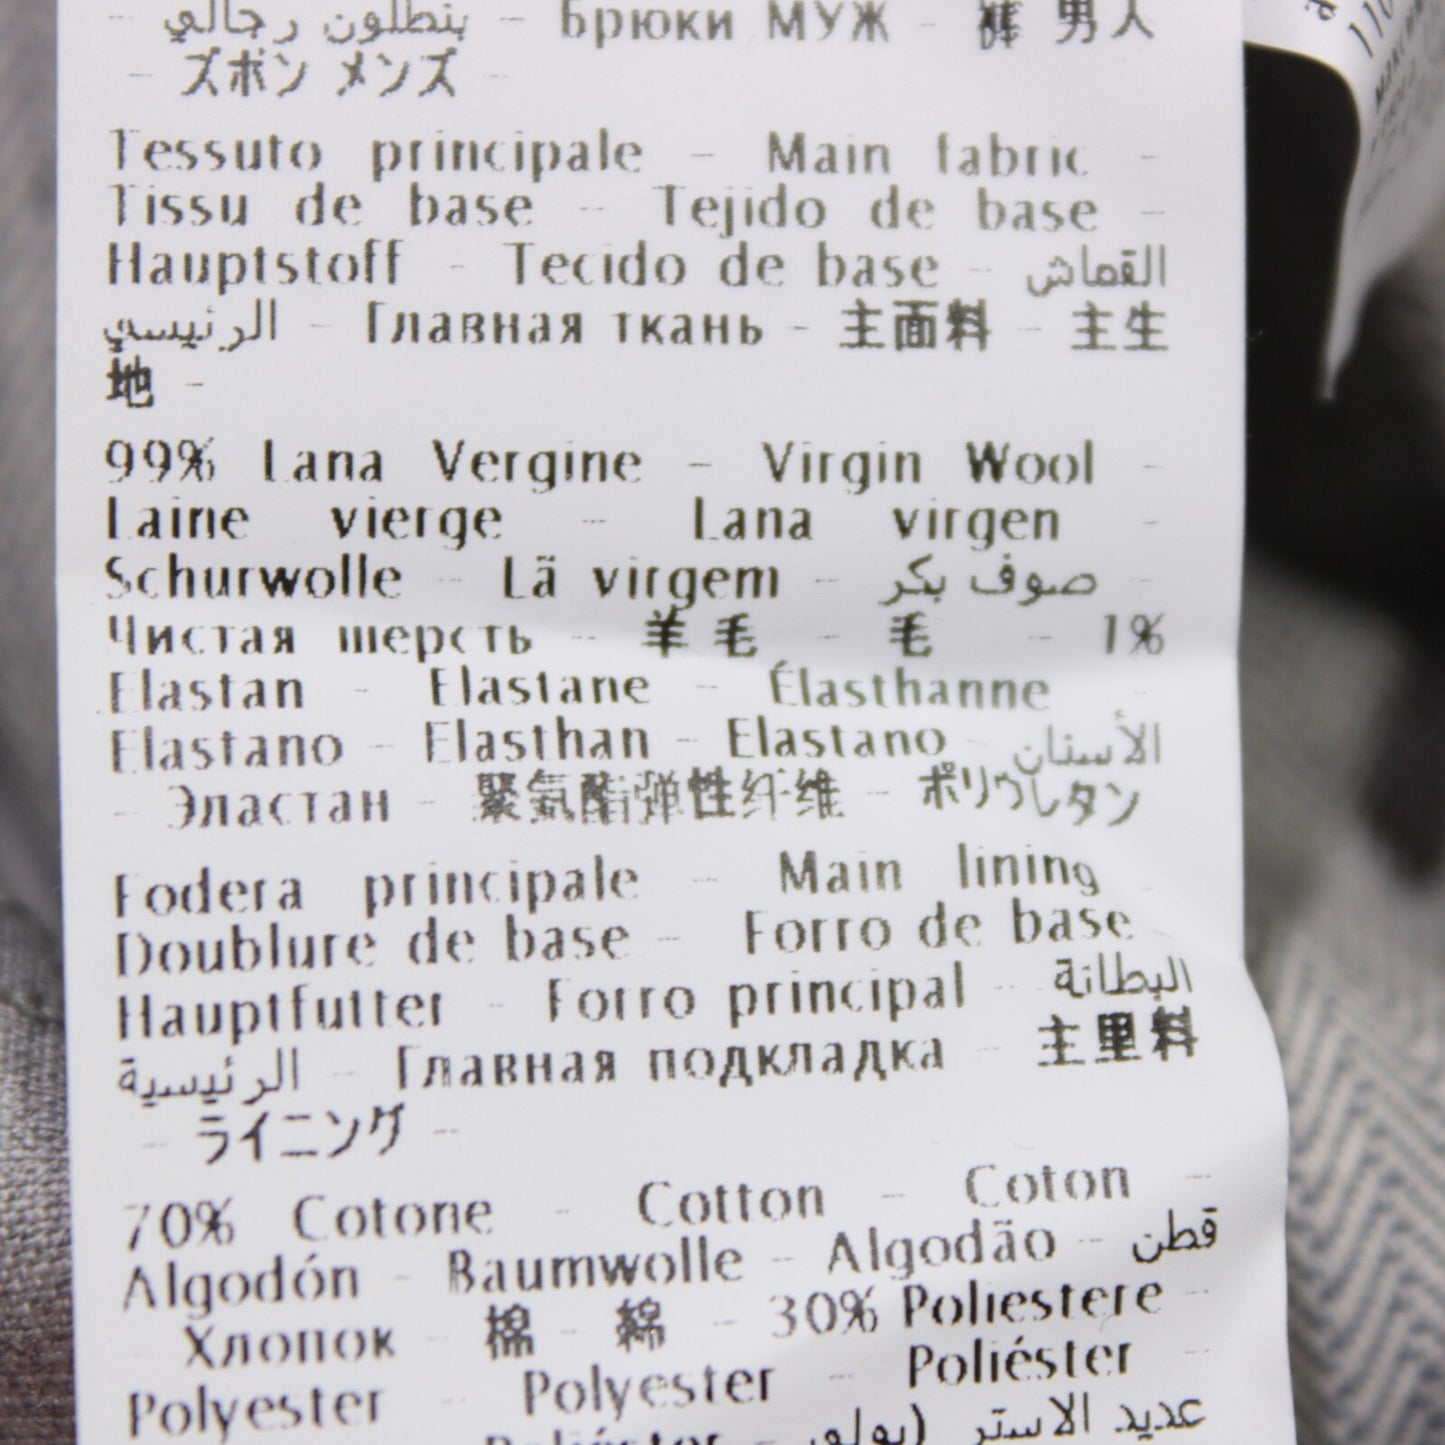 بنطلون رجالي - Брюки МУЖ - 裤 男人
- ズボン メンズ
Tessuto principale - Main fabric -
Tissu de base - Tejido de base -
Hauptstoff - Tecido de base - القماش
الرئيسي - Главная ткань - 主面料 - 主生
地 -
99% Lana Vergine - Virgin Wool -
Laine vierge - Lana virgen -
Schurwolle - Lã virgem - صوف بكر -
Чистая шерсть - 羊毛 - 毛 - 1%
Elastan - Elastane - Élasthanne -
Elastano - Elasthan - Elastano - الأستان
- Эластан - 聚氨酯弹性纤维 - ポリウレタン
Fodera principale - Main lining -
Doublure de base - Forro de base -
Hauptfutter - Forro principal - البطانة
الرئيسية - Главная подкладка - 主里料
- ライニング -
70% Cotone - Cotton - Coton -
Algodón - Baumwolle - Algodão - قطن
- Хлопок - 棉 - 綿 - 30% Poliestere -
Polyester - Polyester - Poliéster -
Poliéster - عديد الاستر (بولو
110